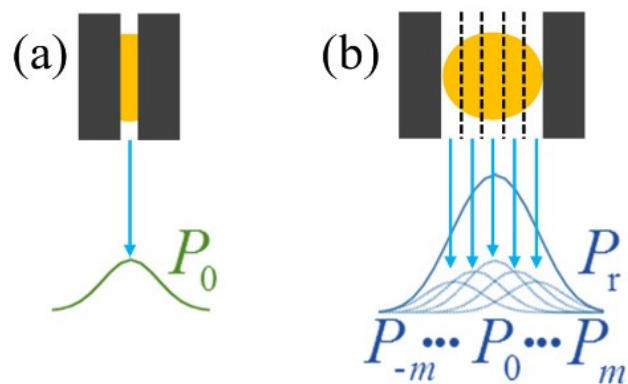 (a)
P₀
(b)
Pᵣ
P₋ₘ ··· P₀ ··· Pₘ